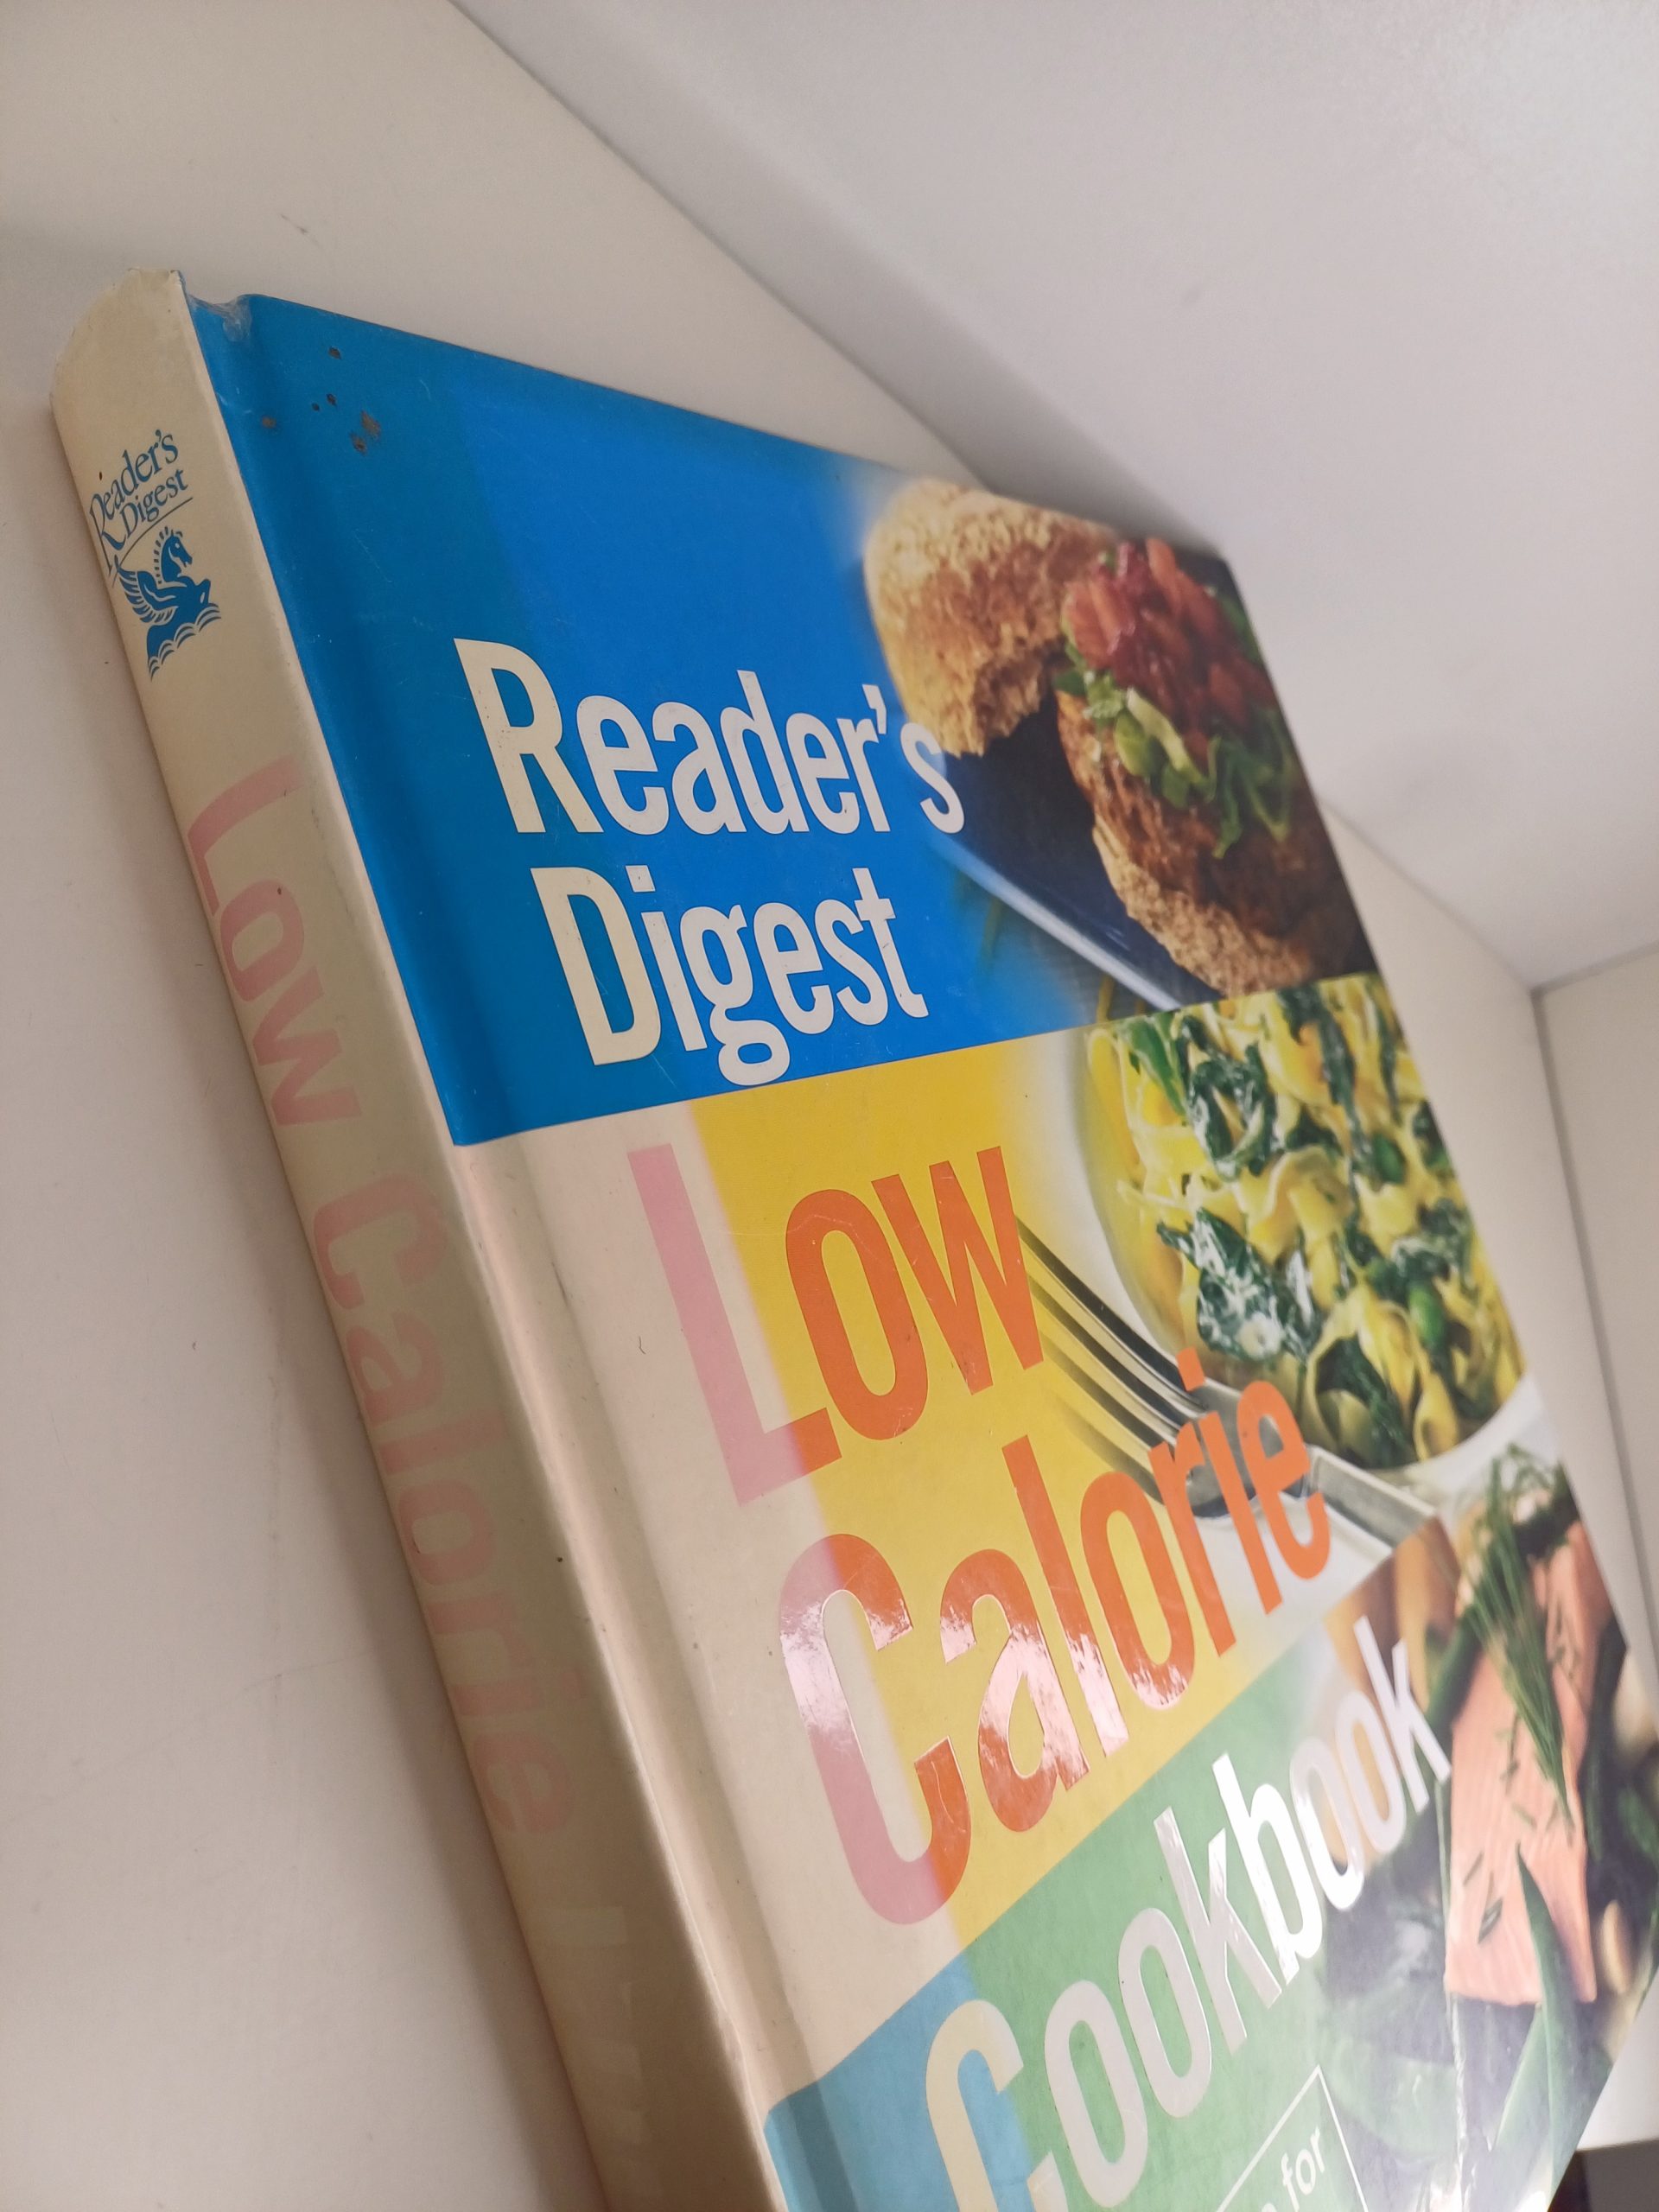 Reader's
Digest
Low Calorie
Reader's
Digest
Low
Calorie
Cookbook
for